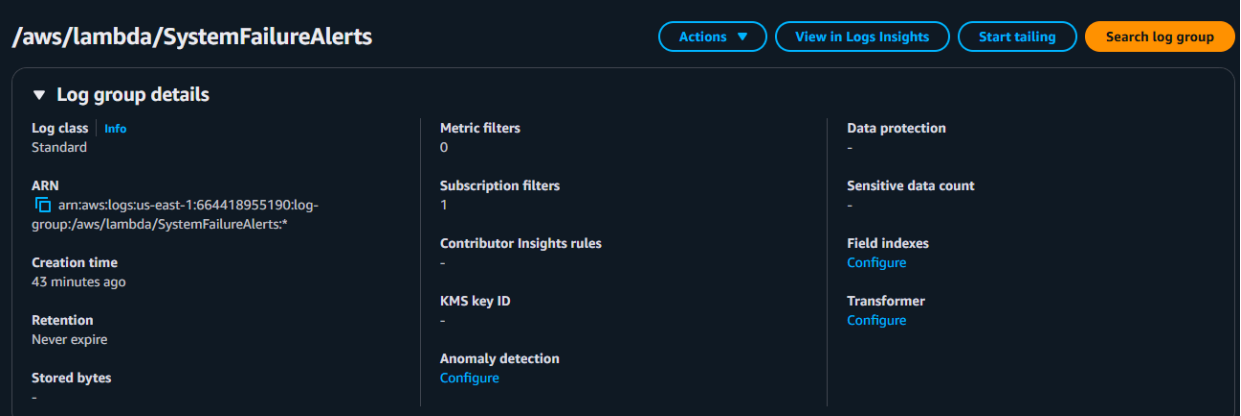 /aws/lambda/SystemFailureAlerts
Actions
View in Logs Insights
Start tailing
Search log group
Log group details
Log class
Info
Standard
ARN
arn:aws:logs:us-east-1:664418955190:log-
group:/aws/lambda/SystemFailureAlerts:*
Creation time
43 minutes ago
Retention
Never expire
Stored bytes
-
Metric filters
0
Subscription filters
1
Contributor Insights rules
-
KMS key ID
-
Anomaly detection
Configure
Data protection
-
Sensitive data count
-
Field indexes
Configure
Transformer
Configure